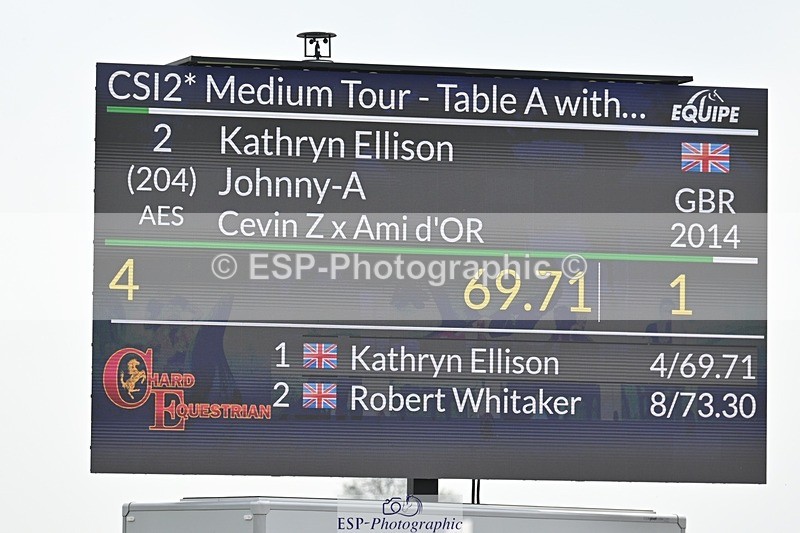 CSI2* Medium Tour - Table A with...
EQUIPE
2 Kathryn Ellison
(204) Johnny-A GBR
AES Cevin Z x Ami d'OR 2014
© ESP-Photographic ©
4 69.71 1
1 Kathryn Ellison 4/69.71
2 Robert Whitaker 8/73.30
CHARD
EQUESTRIAN
ESP-Photographic